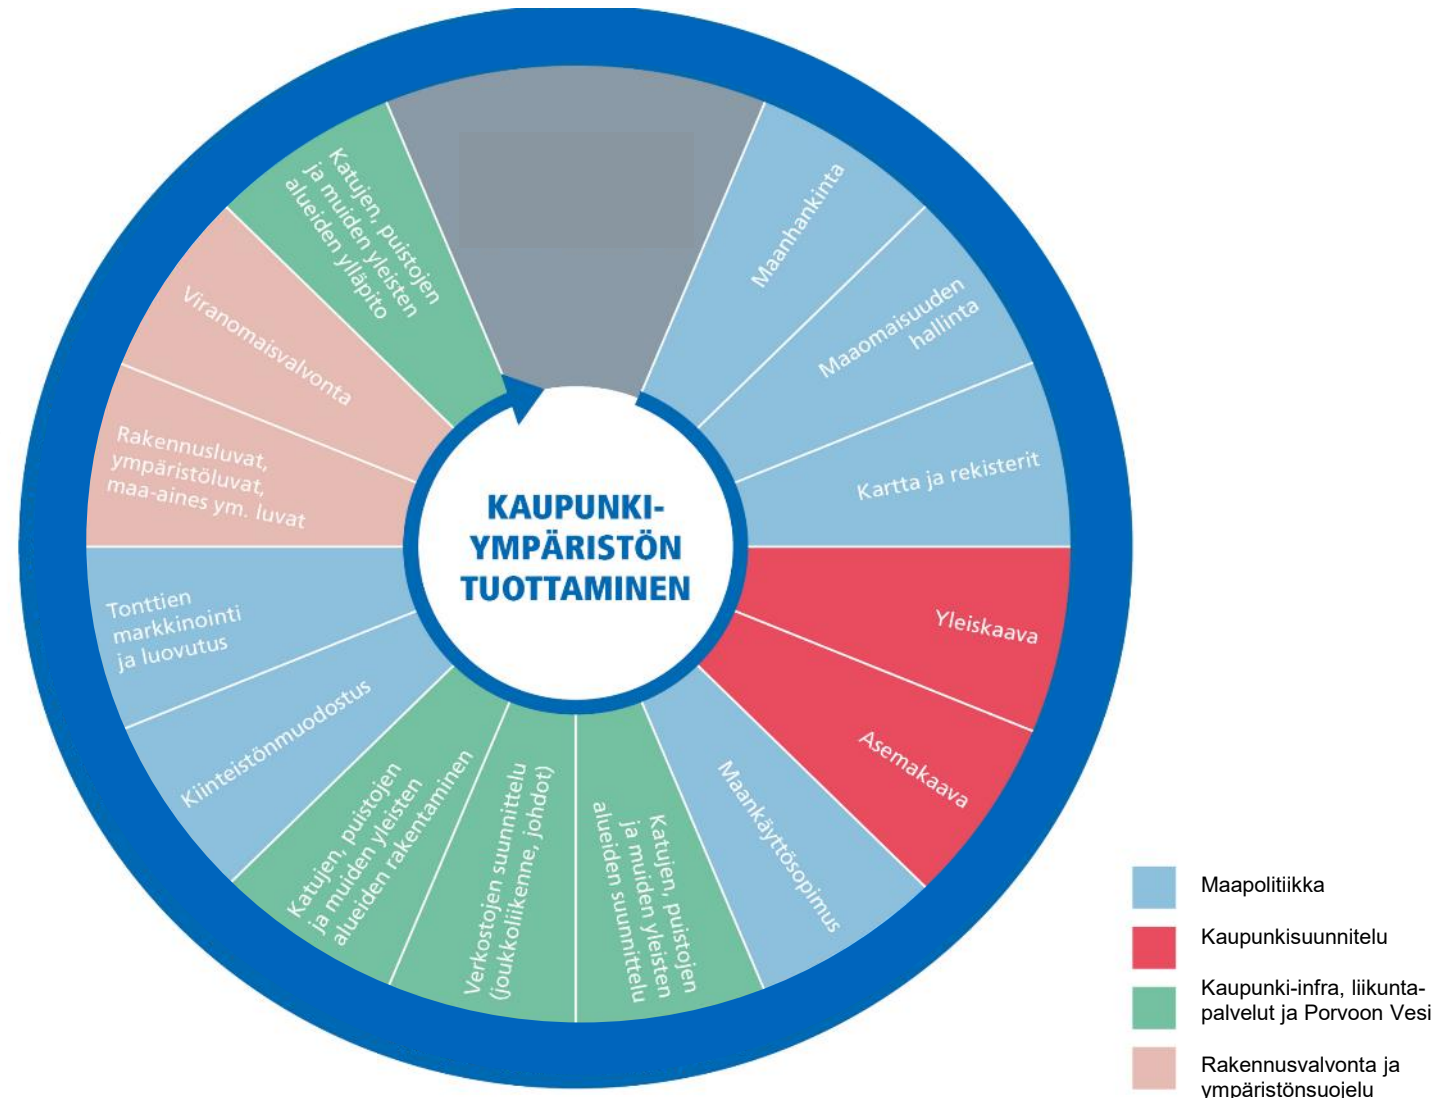 KAUPUNKI-
YMPÄRISTÖN
TUOTTAMINEN
Maanhankinta
Maaomaisuuden
hallinta
Kartta ja rekisterit
Yleiskaava
Asemakaava
Maankäyttösopimus
Katujen, puistojen
ja muiden yleisten
alueiden suunnittelu
Verkostojen suunnittelu
(joukkoliikenne, johdot)
Katujen, puistojen
ja muiden yleisten
alueiden rakentaminen
Kiinteistönmuodostus
Tonttien
markkinointi
ja luovutus
Rakennusluvat,
ympäristöluvat,
maa-aines ym. luvat
Viranomaisvalvonta
Katujen, puistojen
ja muiden yleisten
alueiden ylläpito
Maapolitiikka
Kaupunkisuunnitelu
Kaupunki-infra, liikunta-
palvelut ja Porvoon Vesi
Rakennusvalvonta ja
ympäristönsuojelu